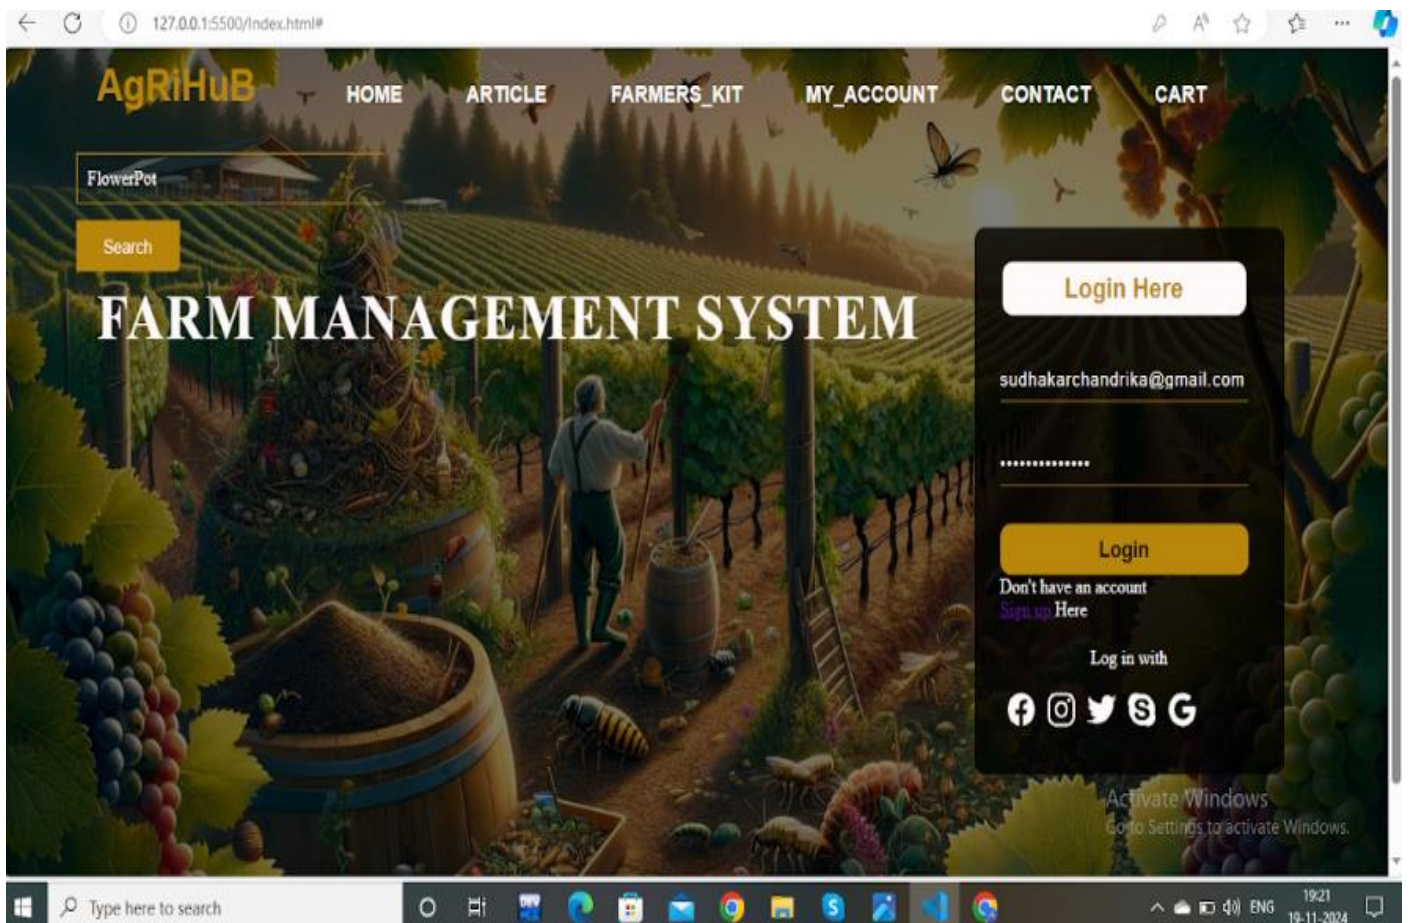 127.0.0.1:5500/Index.html#
AgRiHuB
HOME ARTICLE FARMERS_KIT MY_ACCOUNT CONTACT CART
FlowerPot
Search
FARM MANAGEMENT SYSTEM
Login Here
sudhakarchandrika@gmail.com
••••••••••••••
Login
Don't have an account
Sign up Here
Log in with
Activate Windows
Go to Settings to activate Windows.
Type here to search
ENG
19:21
19-11-2024